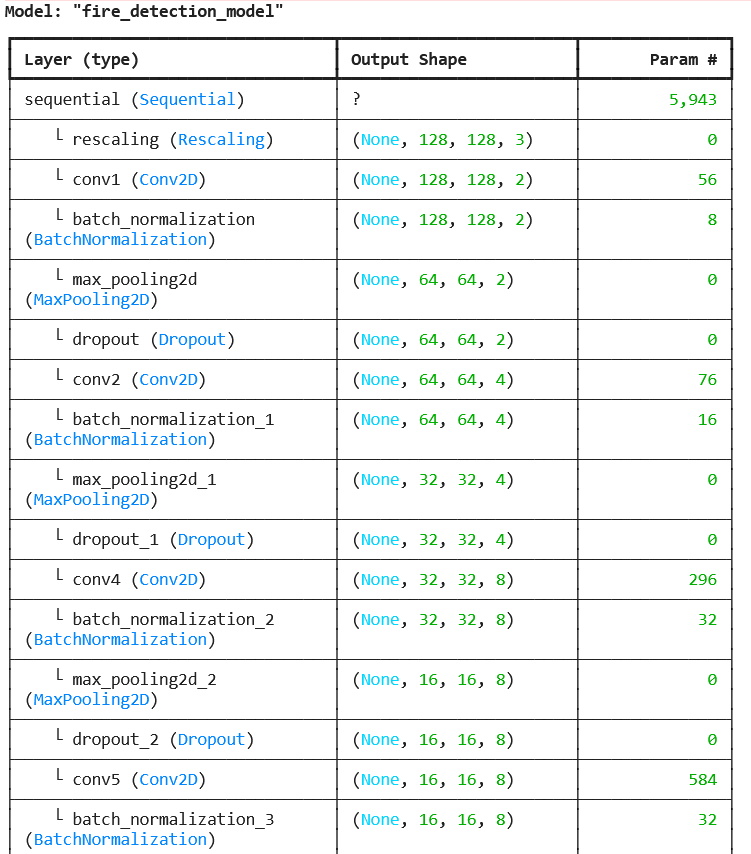 Model: "fire_detection_model"
Layer (type) Output Shape Param #
sequential (Sequential) ? 5,943
└ rescaling (Rescaling) (None, 128, 128, 3) 0
└ conv1 (Conv2D) (None, 128, 128, 2) 56
└ batch_normalization (None, 128, 128, 2) 8
(BatchNormalization)
└ max_pooling2d (None, 64, 64, 2) 0
(MaxPooling2D)
└ dropout (Dropout) (None, 64, 64, 2) 0
└ conv2 (Conv2D) (None, 64, 64, 4) 76
└ batch_normalization_1 (None, 64, 64, 4) 16
(BatchNormalization)
└ max_pooling2d_1 (None, 32, 32, 4) 0
(MaxPooling2D)
└ dropout_1 (Dropout) (None, 32, 32, 4) 0
└ conv4 (Conv2D) (None, 32, 32, 8) 296
└ batch_normalization_2 (None, 32, 32, 8) 32
(BatchNormalization)
└ max_pooling2d_2 (None, 16, 16, 8) 0
(MaxPooling2D)
└ dropout_2 (Dropout) (None, 16, 16, 8) 0
└ conv5 (Conv2D) (None, 16, 16, 8) 584
└ batch_normalization_3 (None, 16, 16, 8) 32
(BatchNormalization)